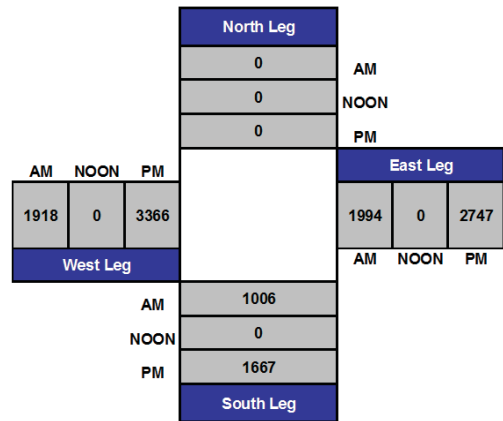 North Leg
0
AM
0
NOON
0
PM
AM NOON PM
East Leg
1918 0 3366
1994 0 2747
West Leg
AM NOON PM
AM
1006
NOON
0
PM
1667
South Leg